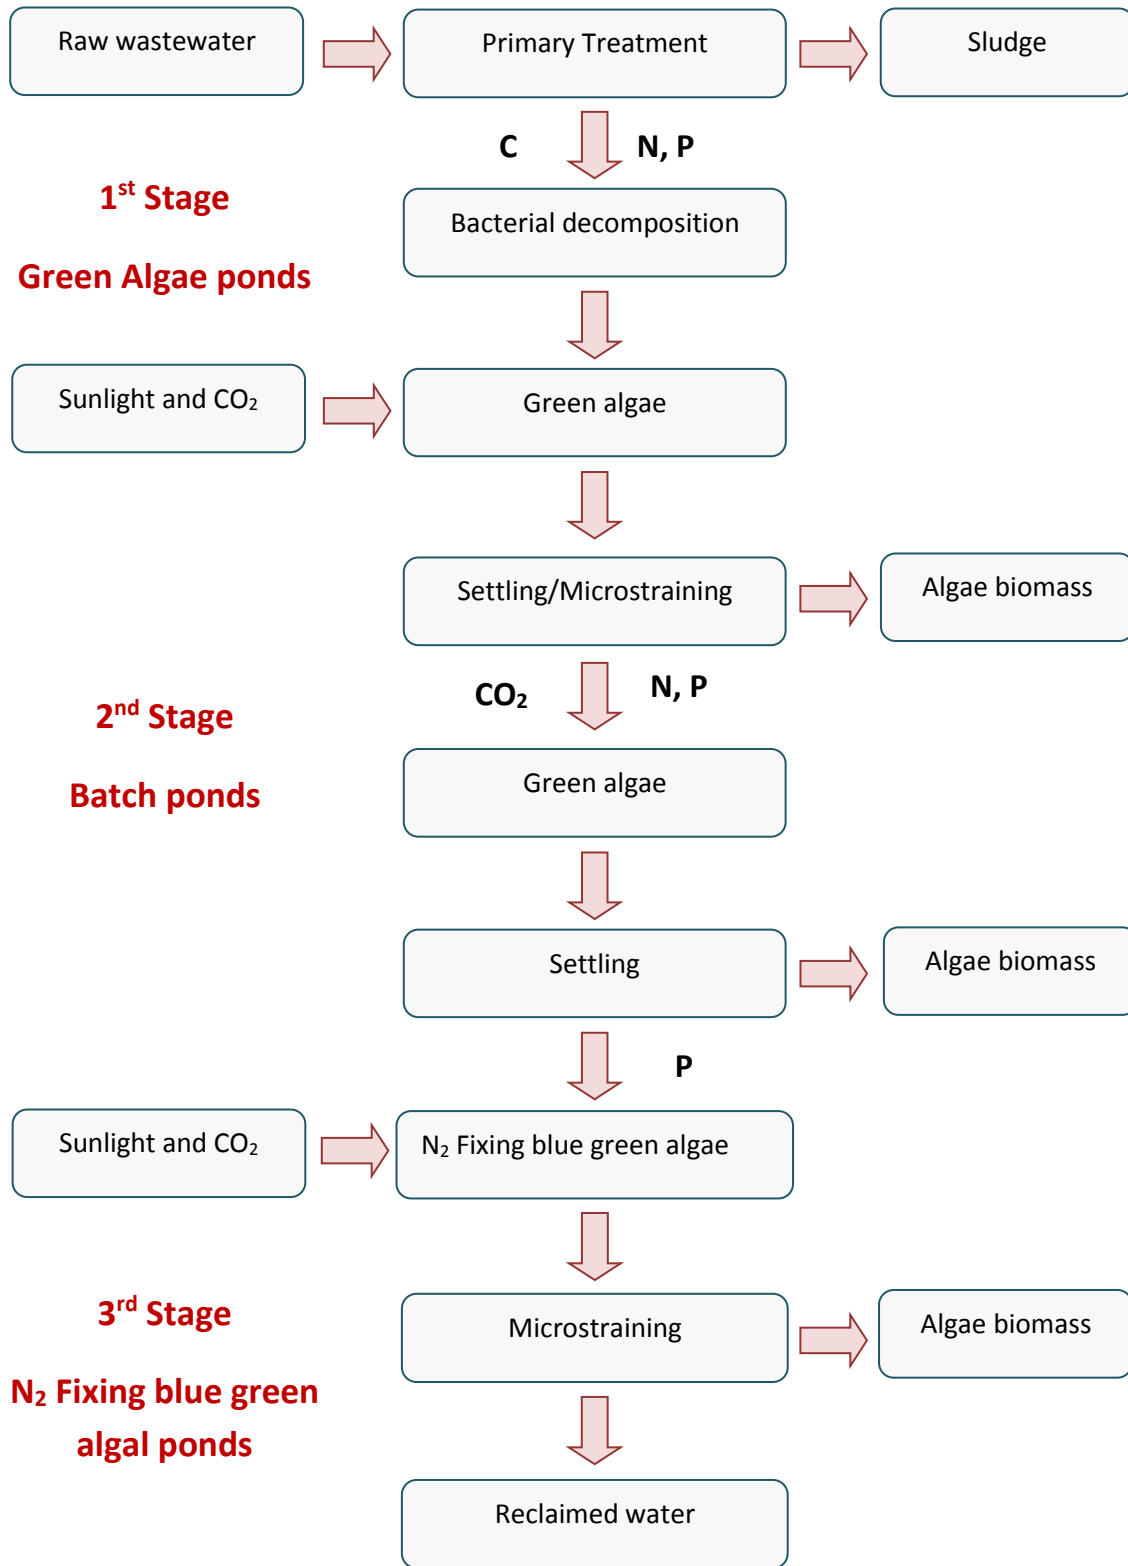 Raw wastewater
Primary Treatment
Sludge
C
N, P
1st Stage
Green Algae ponds
Bacterial decomposition
Sunlight and CO₂
Green algae
Settling/Microstraining
Algae biomass
CO₂
N, P
2nd Stage
Batch ponds
Green algae
Settling
Algae biomass
P
Sunlight and CO₂
N₂ Fixing blue green algae
3rd Stage
N₂ Fixing blue green
algal ponds
Microstraining
Algae biomass
Reclaimed water